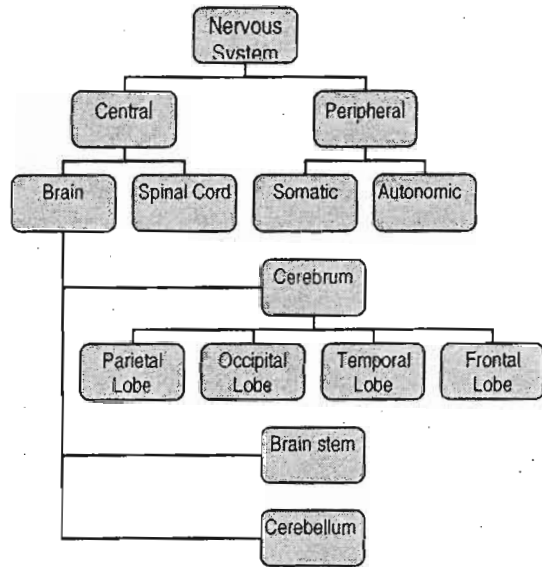 Nervous
System
Central
Peripheral
Brain
Spinal Cord
Somatic
Autonomic
Cerebrum
Parietal
Lobe
Occipital
Lobe
Temporal
Lobe
Frontal
Lobe
Brain stem
Cerebellum